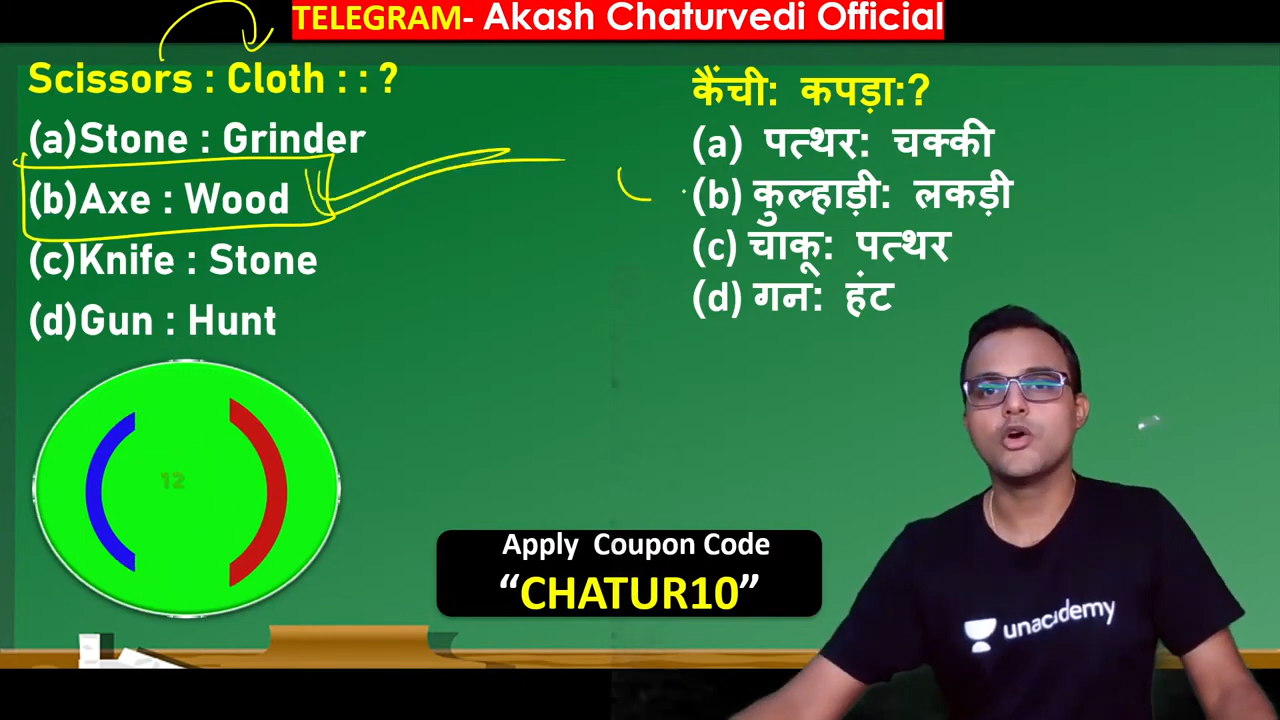 TELEGRAM- Akash Chaturvedi Official
Scissors : Cloth : : ?
(a)Stone : Grinder
(b)Axe : Wood
(c)Knife : Stone
(d)Gun : Hunt
कैंची: कपड़ा:?
(a) पत्थर: चक्की
(b) कुल्हाड़ी: लकड़ी
(c) चाकू: पत्थर
(d) गन: हंट
12
Apply Coupon Code
“CHATUR10”
unacademy